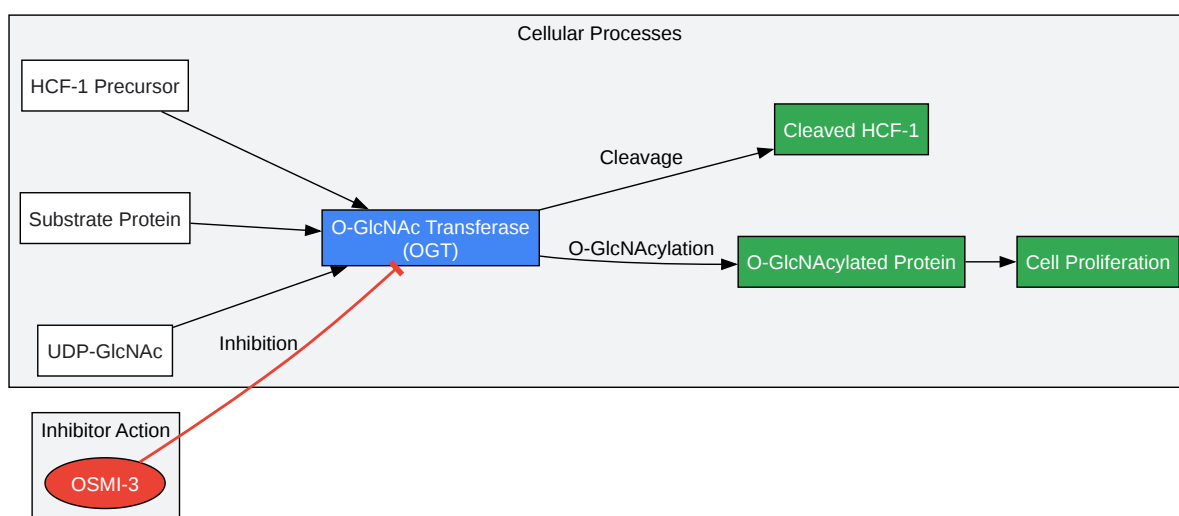 Cellular Processes
HCF-1 Precursor
Substrate Protein
UDP-GlcNAc
O-GlcNAc Transferase
(OGT)
Cleavage
O-GlcNAcylation
Cleaved HCF-1
O-GlcNAcylated Protein
Cell Proliferation
Inhibition
Inhibitor Action
OSMI-3